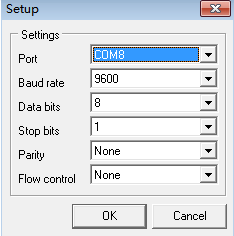 Setup
Settings
Port COM8
Baud rate 9600
Data bits 8
Stop bits 1
Parity None
Flow control None
OK Cancel